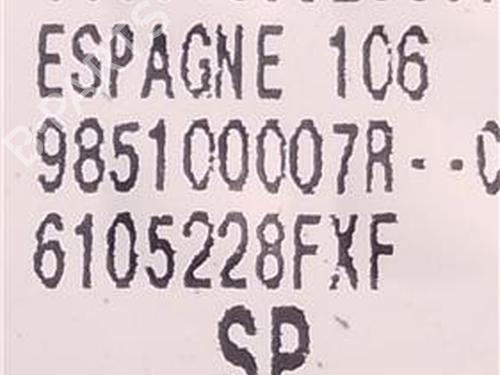 ESPAGNE 106
985100007R--C
6105228FXF
SP